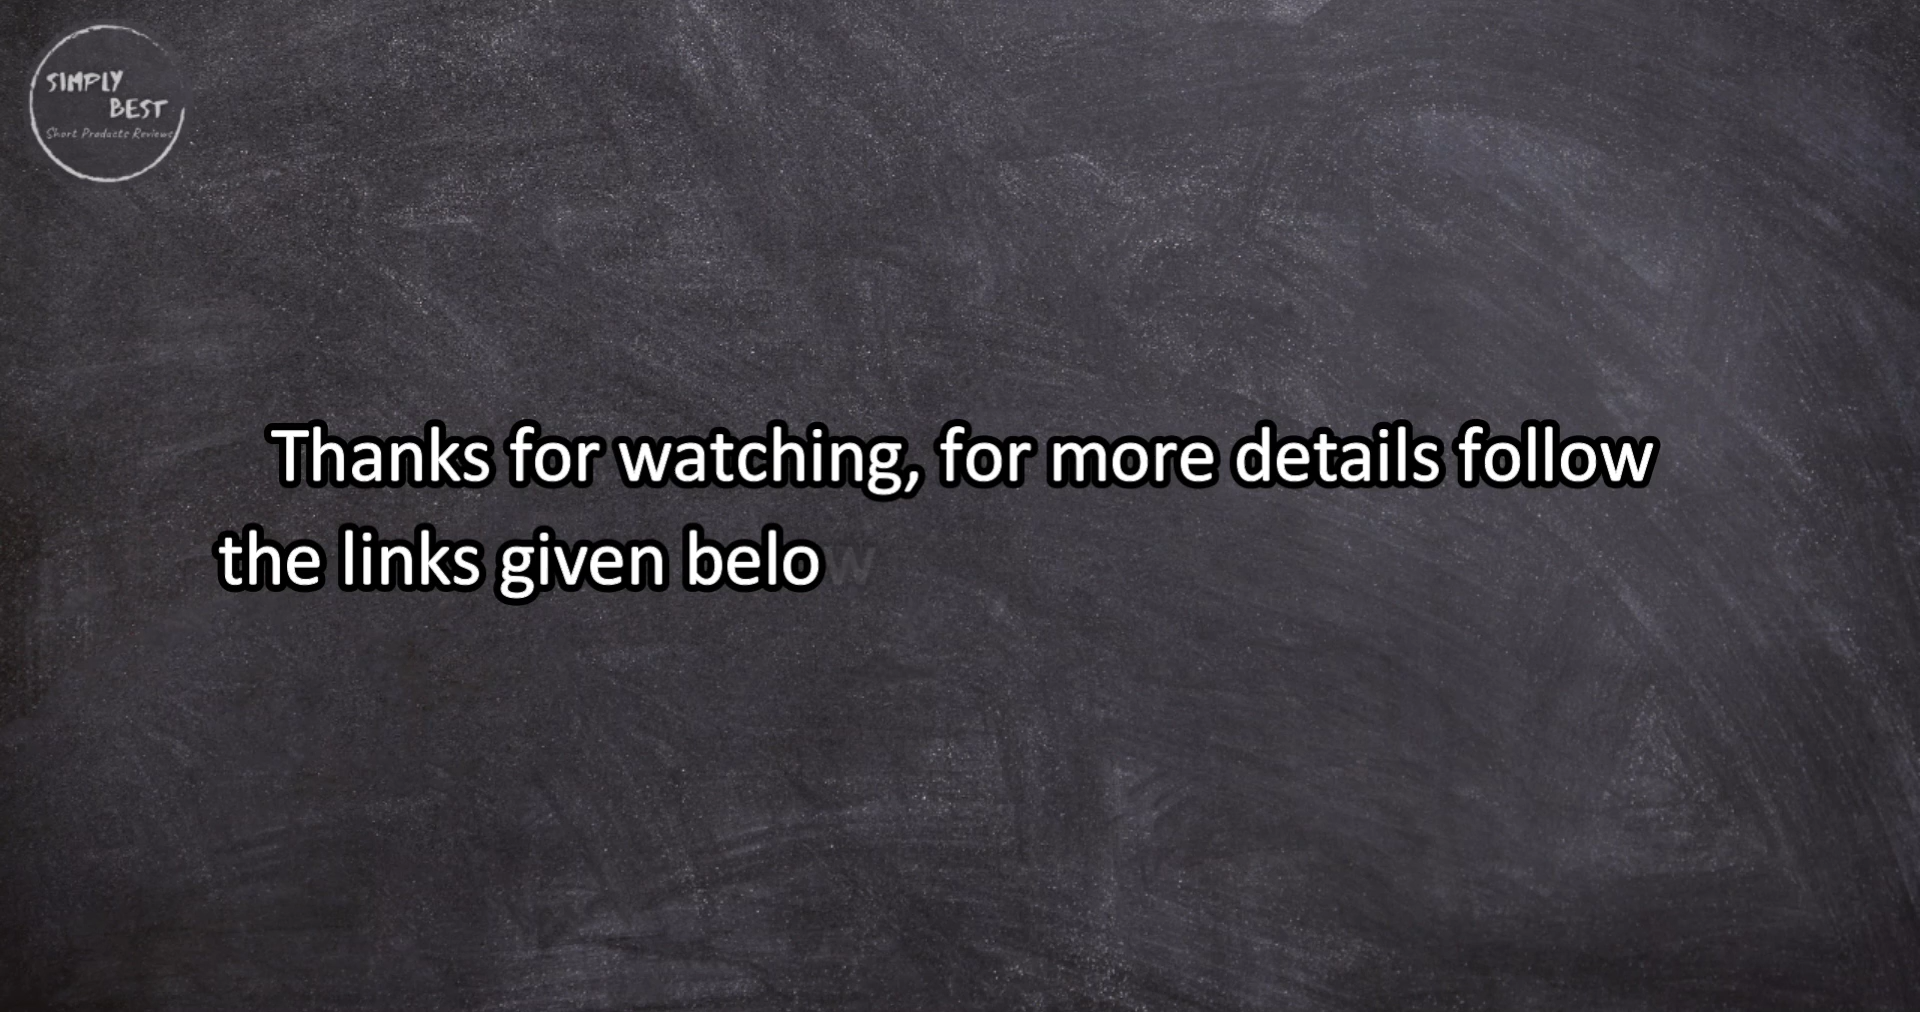 SIMPLY
BEST
Short Products Reviews
Thanks for watching, for more details follow
the links given below